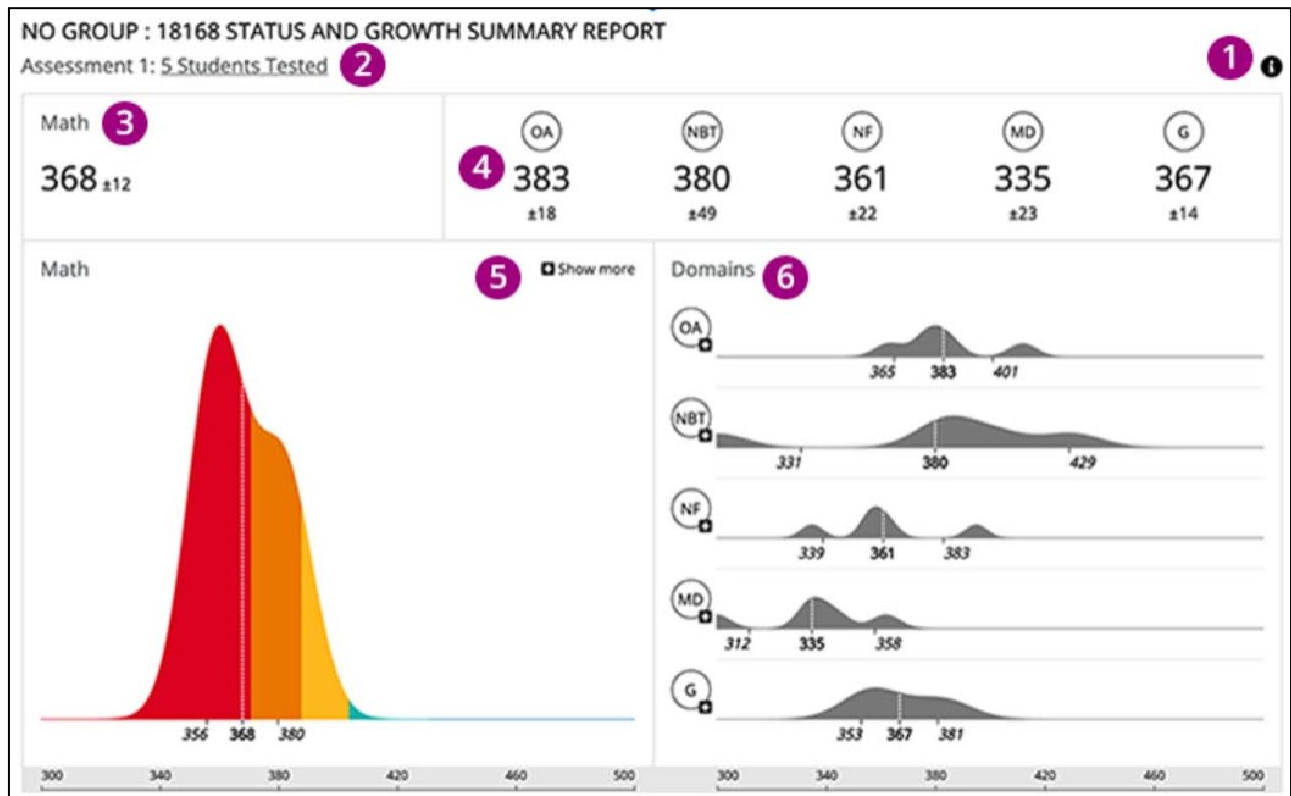 NO GROUP : 18168 STATUS AND GROWTH SUMMARY REPORT
Assessment 1: 5 Students Tested 2
1 i
Math 3
368 ±12
4
OA NBT NF MD G
383 380 361 335 367
±18 ±49 ±22 ±23 ±14
Math 5 Show more
356 368 380
300 340 380 420 460 500
Domains 6
OA
365 383 401
NBT
331 380 429
NF
339 361 383
MD
312 335 358
G
353 367 381
300 340 380 420 460 500